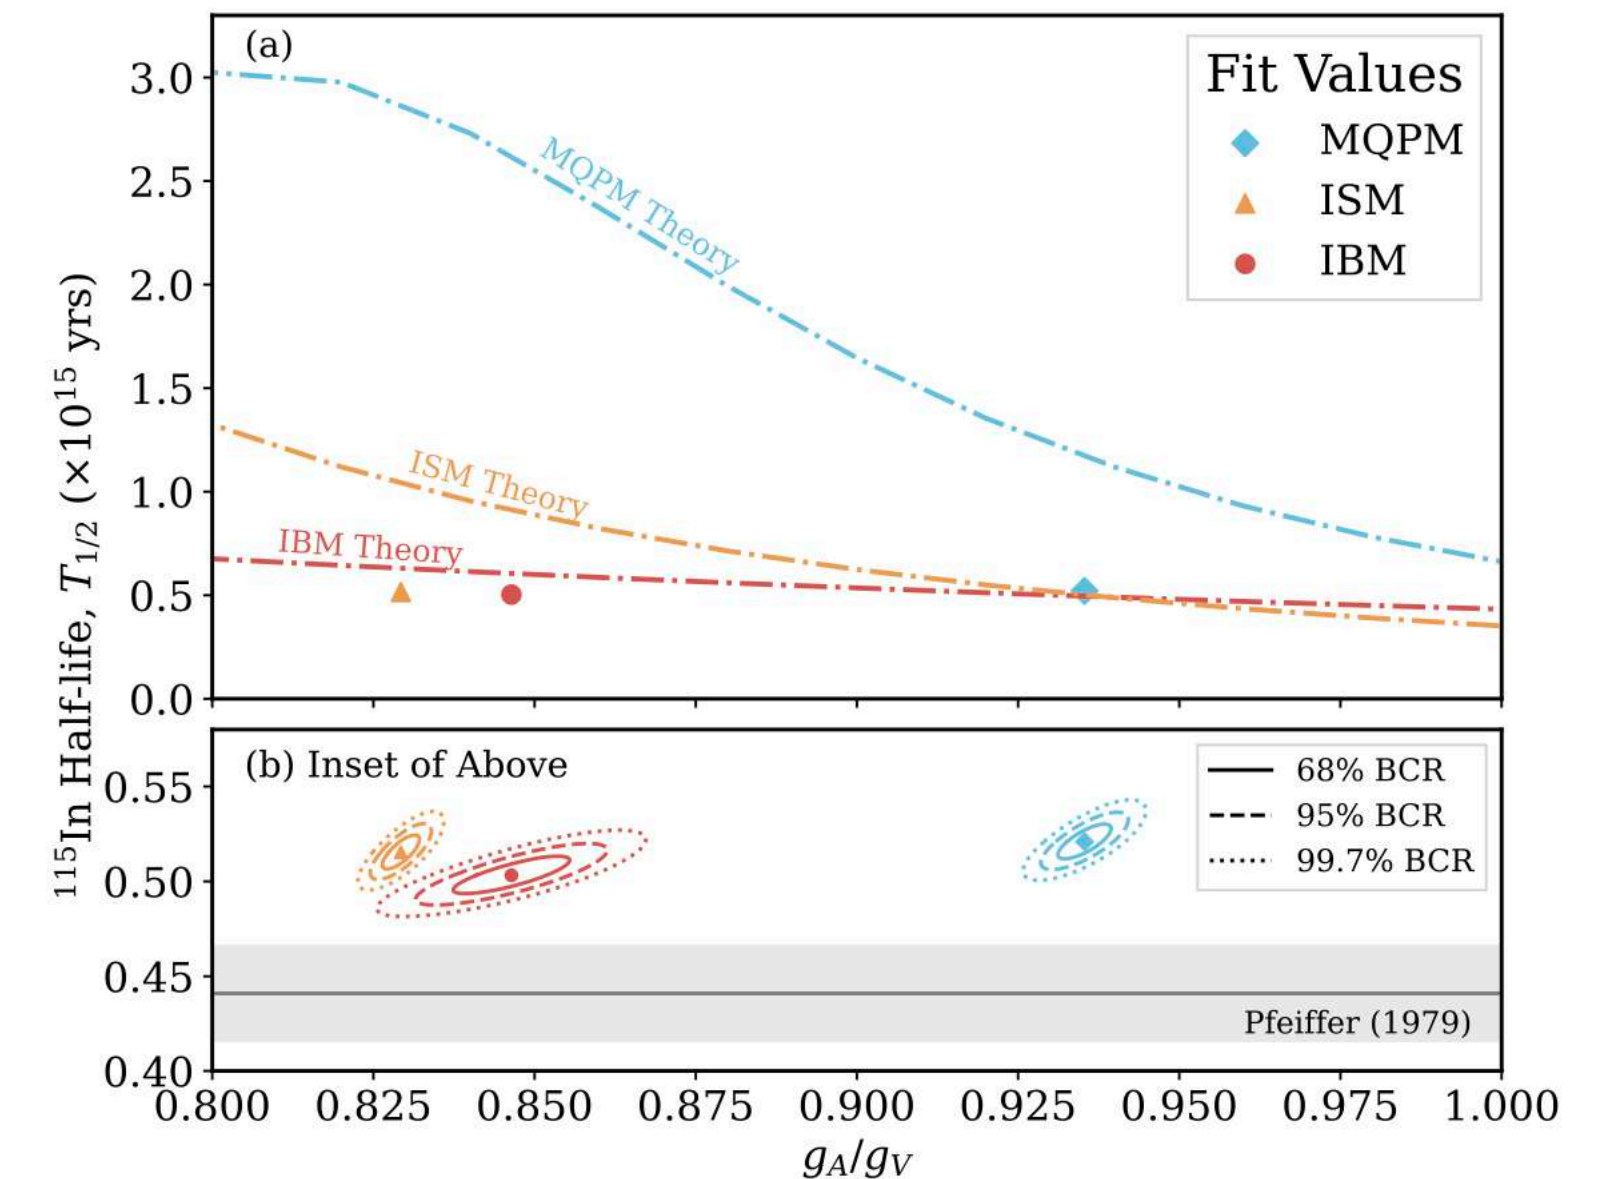 (a)
Fit Values
MQPM
ISM
IBM
MQPM Theory
ISM Theory
IBM Theory
3.0
2.5
2.0
1.5
1.0
0.5
0.0
¹¹⁵In Half-life, T₁/₂ (×10¹⁵ yrs)
(b) Inset of Above
68% BCR
95% BCR
99.7% BCR
Pfeiffer (1979)
0.55
0.50
0.45
0.40
0.800 0.825 0.850 0.875 0.900 0.925 0.950 0.975 1.000
g_A/g_V